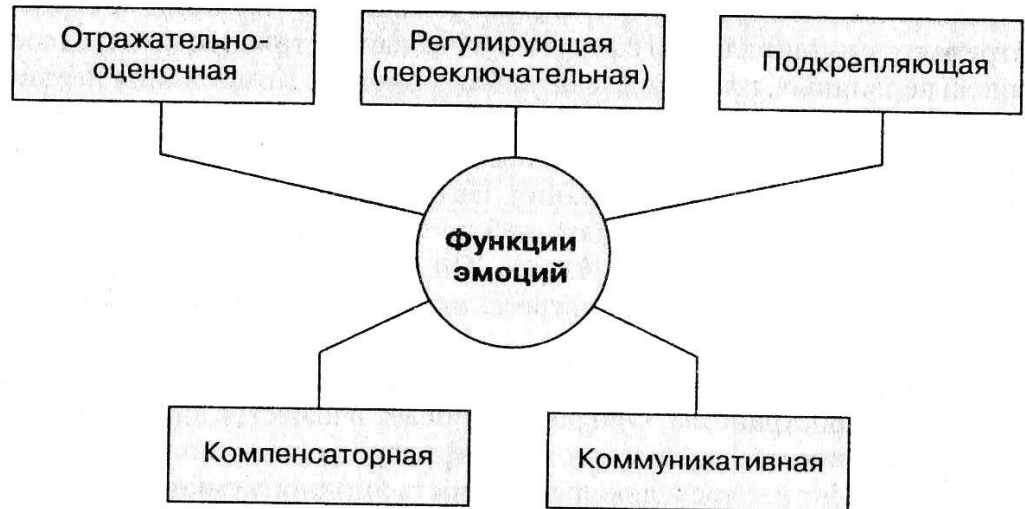 Отражательно-
оценочная
Регулирующая
(переключательная)
Подкрепляющая
Функции
эмоций
Компенсаторная
Коммуникативная